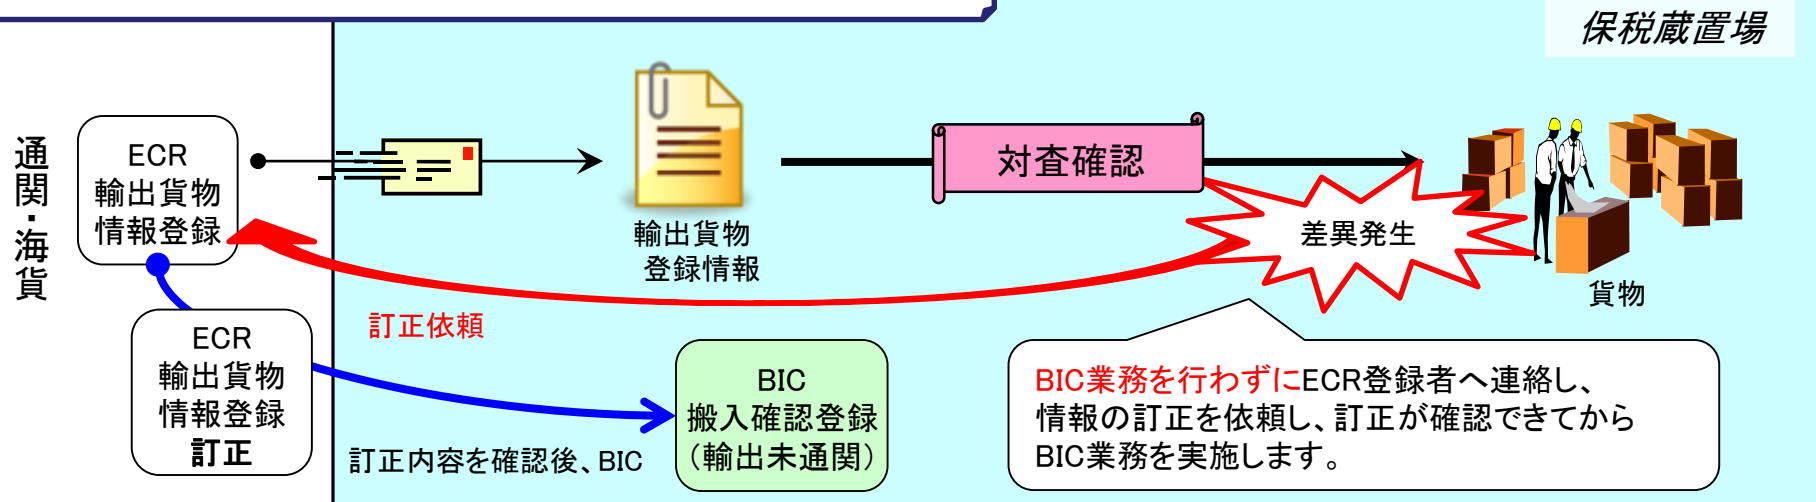 保税蔵置場
通関・海貨
ECR
輸出貨物
情報登録
輸出貨物
登録情報
対査確認
差異発生
貨物
訂正依頼
ECR
輸出貨物
情報登録
訂正
訂正内容を確認後、BIC
BIC
搬入確認登録
（輸出未通関）
BIC業務を行わずにECR登録者へ連絡し、
情報の訂正を依頼し、訂正が確認できてから
BIC業務を実施します。